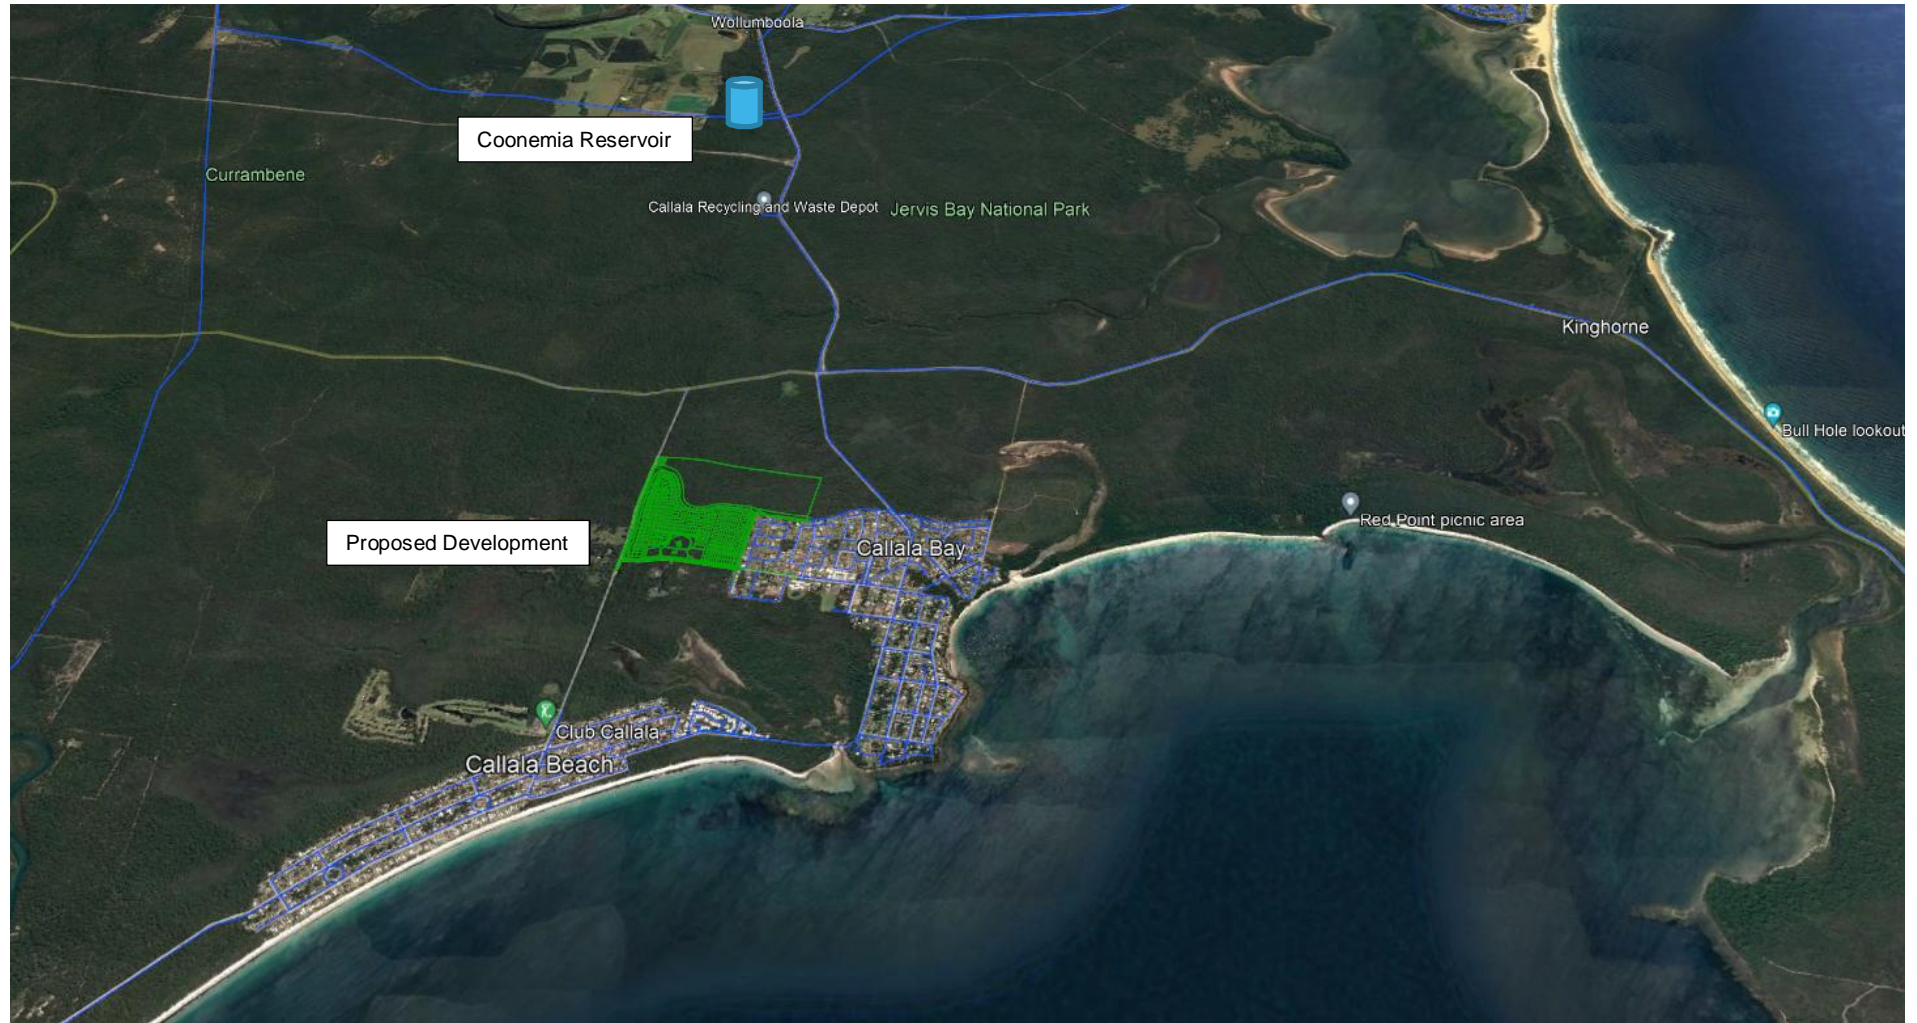 Wollumboola
Coonemia Reservoir
Currambene
Callala Recycling and Waste Depot
Jervis Bay National Park
Kinghorne
Bull Hole lookout
Red Point picnic area
Proposed Development
Callala Bay
Club Callala
Callala Beach